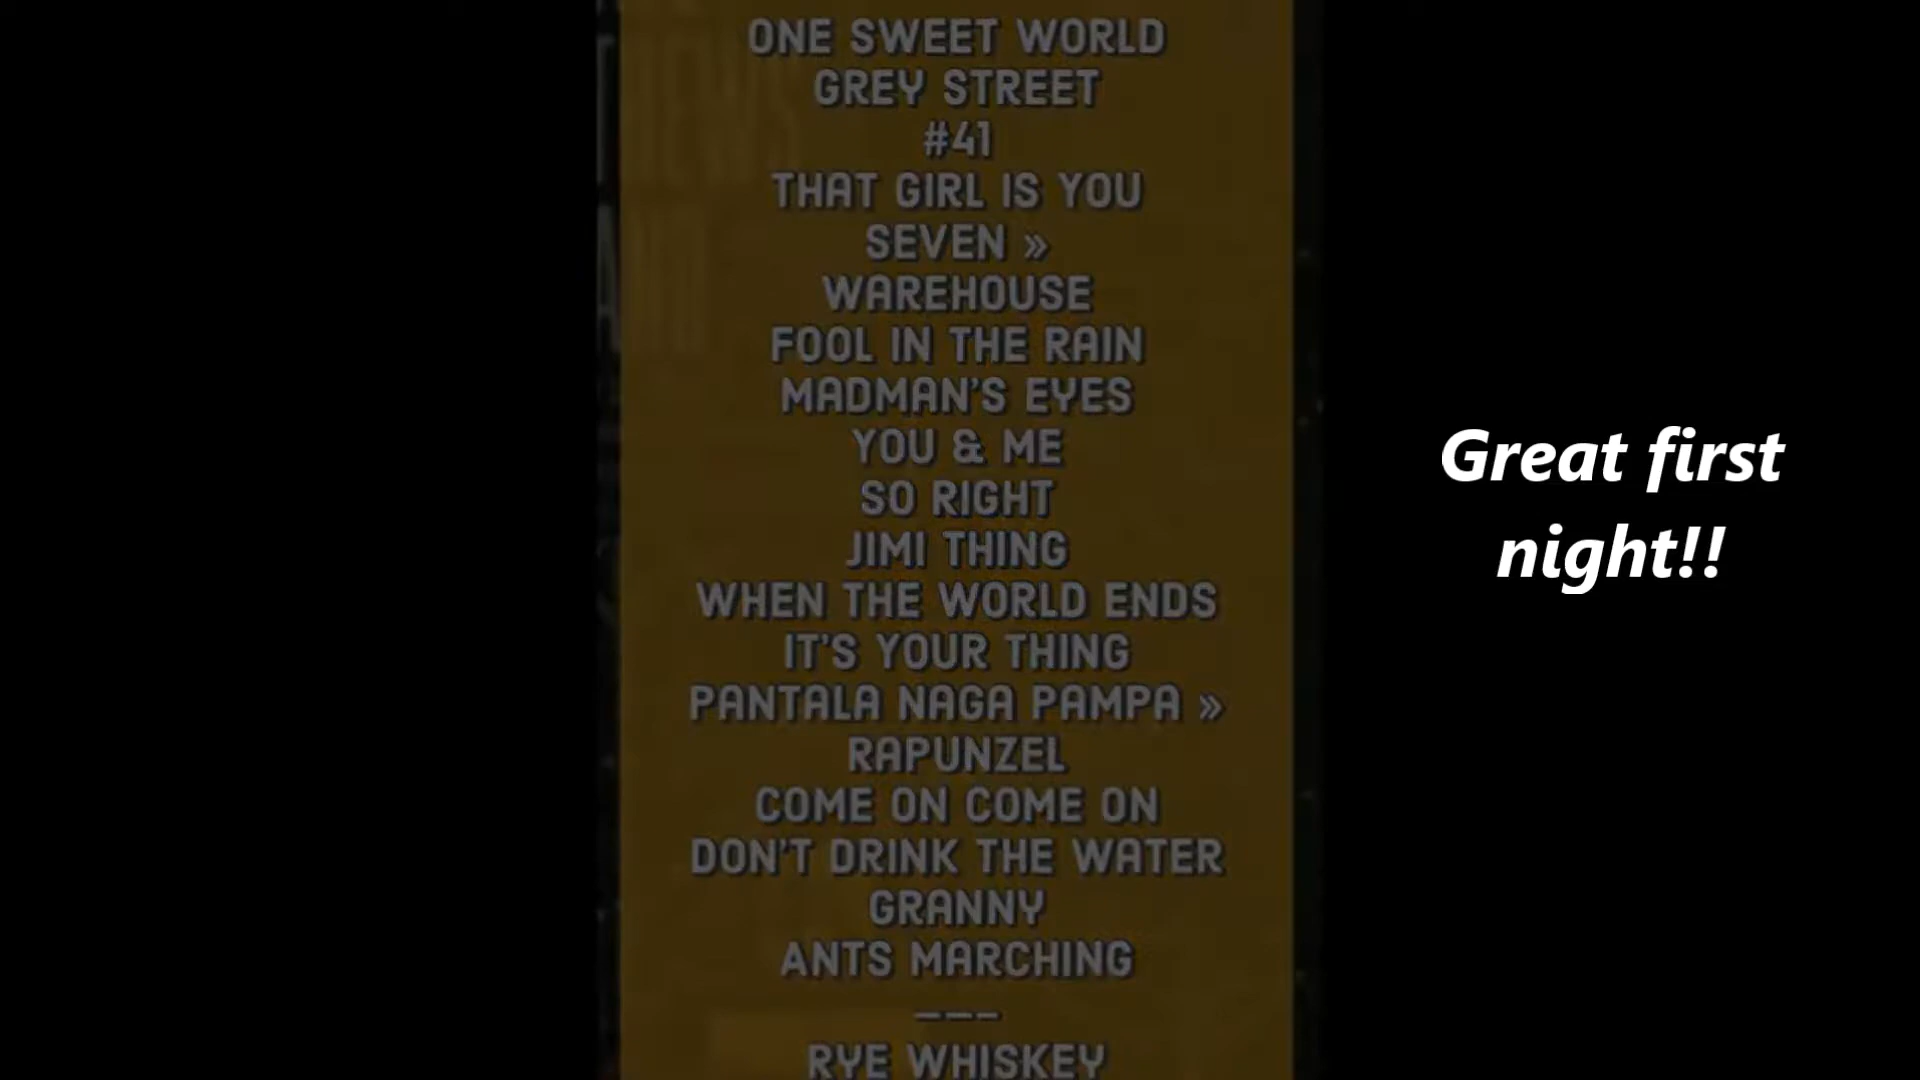 ONE SWEET WORLD
GREY STREET
#41
THAT GIRL IS YOU
SEVEN »
WAREHOUSE
FOOL IN THE RAIN
MADMAN'S EYES
YOU & ME
SO RIGHT
JIMI THING
WHEN THE WORLD ENDS
IT'S YOUR THING
PANTALA NAGA PAMPA »
RAPUNZEL
COME ON COME ON
DON'T DRINK THE WATER
GRANNY
ANTS MARCHING
———
RYE WHISKEY
Great first
night!!